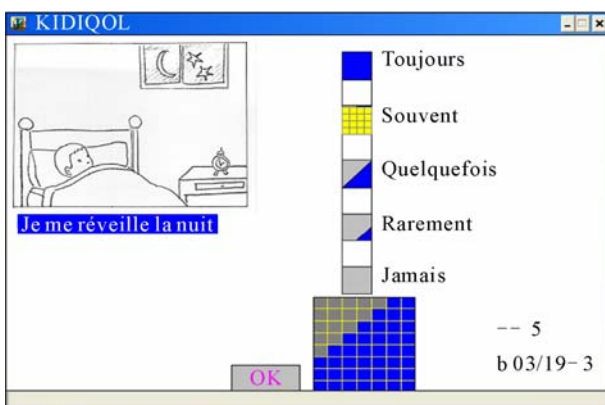 KIDIQOL
Je me réveille la nuit
Toujours
Souvent
Quelquefois
Rarement
Jamais
-- 5
b 03/19- 3
OK